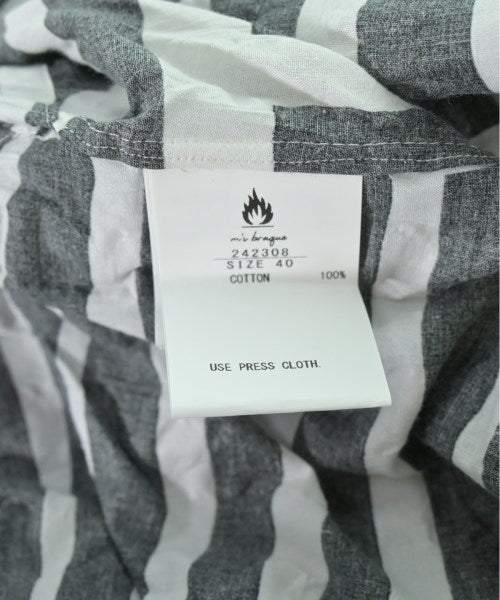 m's braque
242308
SIZE 40
COTTON 100%
USE PRESS CLOTH.